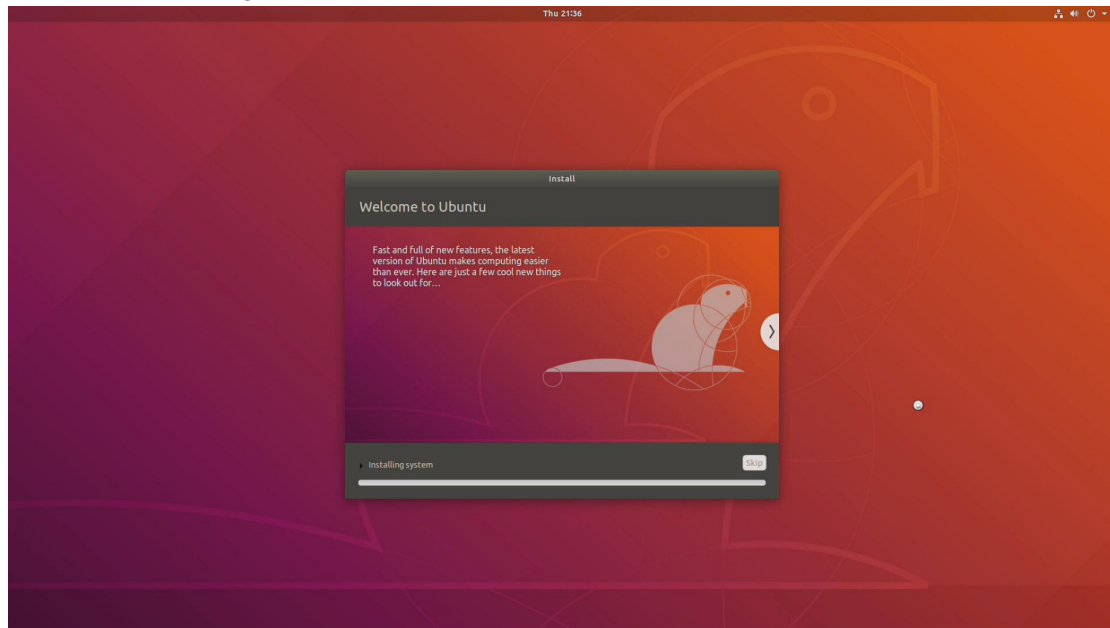 Thu 21:36
Install
Welcome to Ubuntu
Fast and full of new features, the latest
version of Ubuntu makes computing easier
than ever. Here are just a few cool new things
to look out for...
Installing system
Skip